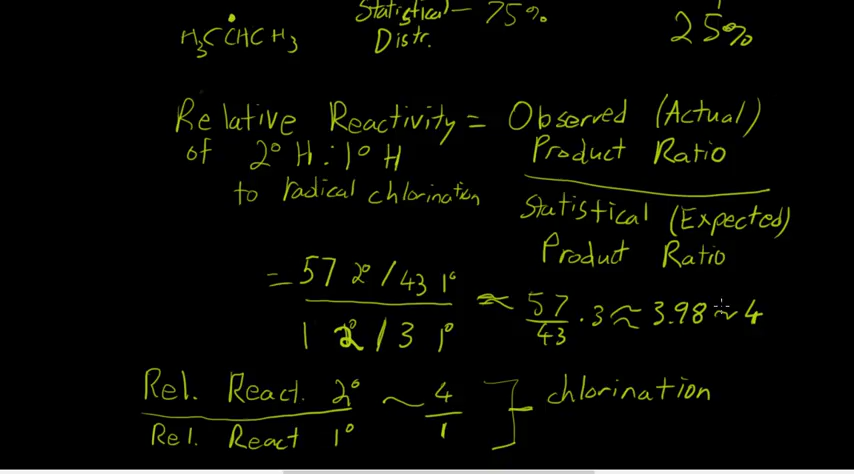 Statistical – 75%
25%
H₃CĊHCH₃
Distr.
Relative Reactivity = Observed (Actual)
of 2° H : 1° H
Product Ratio
to radical chlorination
Statistical (Expected)
Product Ratio
= 57 2° / 43 1°
1 2° / 3 1°
≈ 57/43 · 3 ≈ 3.98 ~ 4
Rel. React. 2° ~ 4
Rel. React 1° 1
chlorination